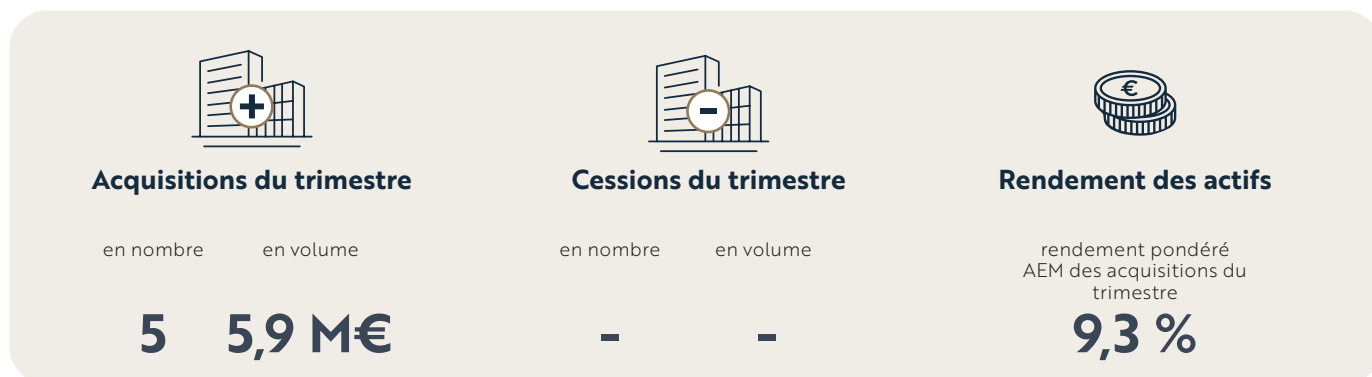 +
-
€
Acquisitions du trimestre
Cessions du trimestre
Rendement des actifs
en nombre
en volume
en nombre
en volume
rendement pondéré
AEM des acquisitions du
trimestre
5
5,9 M€
-
-
9,3 %